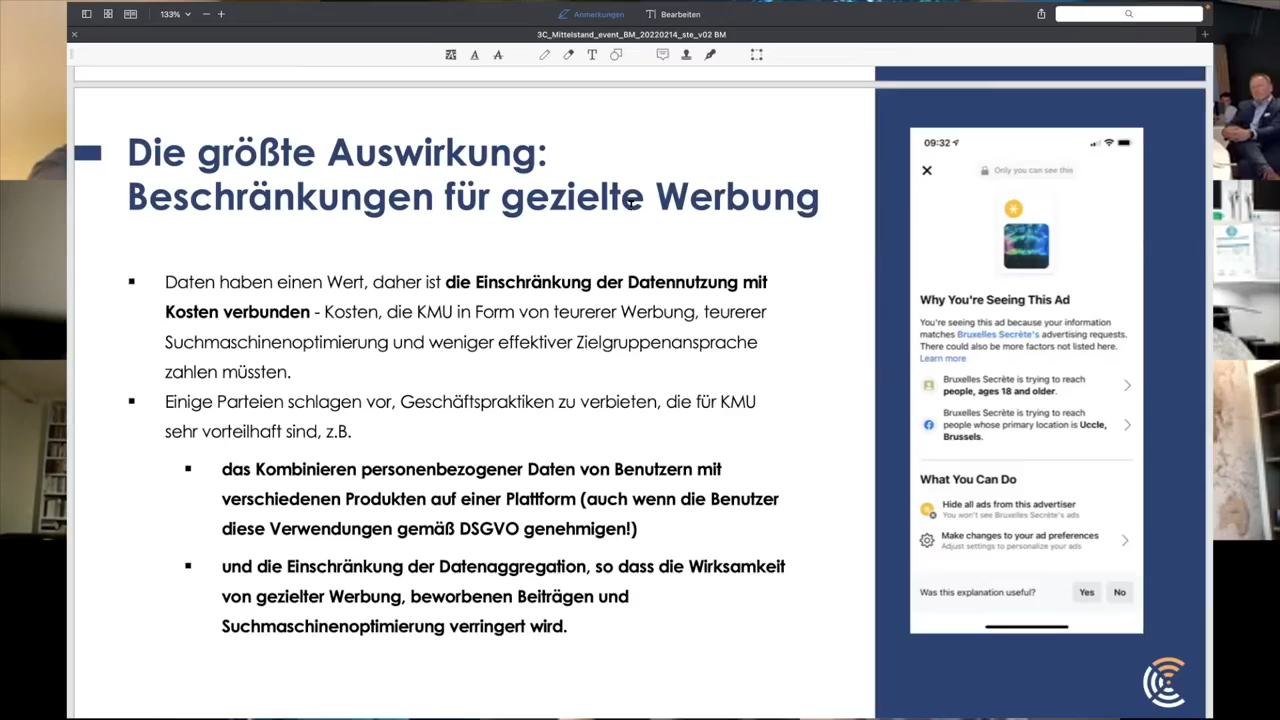 133%
Anmerkungen
Bearbeiten
3C_Mittelstand_event_BM_20220214_ste_v02 BM
Die größte Auswirkung:
Beschränkungen für gezielte Werbung
▪ Daten haben einen Wert, daher ist die Einschränkung der Datennutzung mit
Kosten verbunden - Kosten, die KMU in Form von teurerer Werbung, teurerer
Suchmaschinenoptimierung und weniger effektiver Zielgruppenansprache
zahlen müssten.
▪ Einige Parteien schlagen vor, Geschäftspraktiken zu verbieten, die für KMU
sehr vorteilhaft sind, z.B.
▪ das Kombinieren personenbezogener Daten von Benutzern mit
verschiedenen Produkten auf einer Plattform (auch wenn die Benutzer
diese Verwendungen gemäß DSGVO genehmigen!)
▪ und die Einschränkung der Datenaggregation, so dass die Wirksamkeit
von gezielter Werbung, beworbenen Beiträgen und
Suchmaschinenoptimierung verringert wird.
09:32
Only you can see this
Why You're Seeing This Ad
You're seeing this ad because your information
matches Bruxelles Secrète's advertising requests.
There could also be more factors not listed here.
Learn more
Bruxelles Secrète is trying to reach
people, ages 18 and older.
Bruxelles Secrète is trying to reach
people whose primary location is Uccle,
Brussels.
What You Can Do
Hide all ads from this advertiser
You won't see Bruxelles Secrète's ads
Make changes to your ad preferences
Adjust settings to personalize your ads
Was this explanation useful?
Yes
No